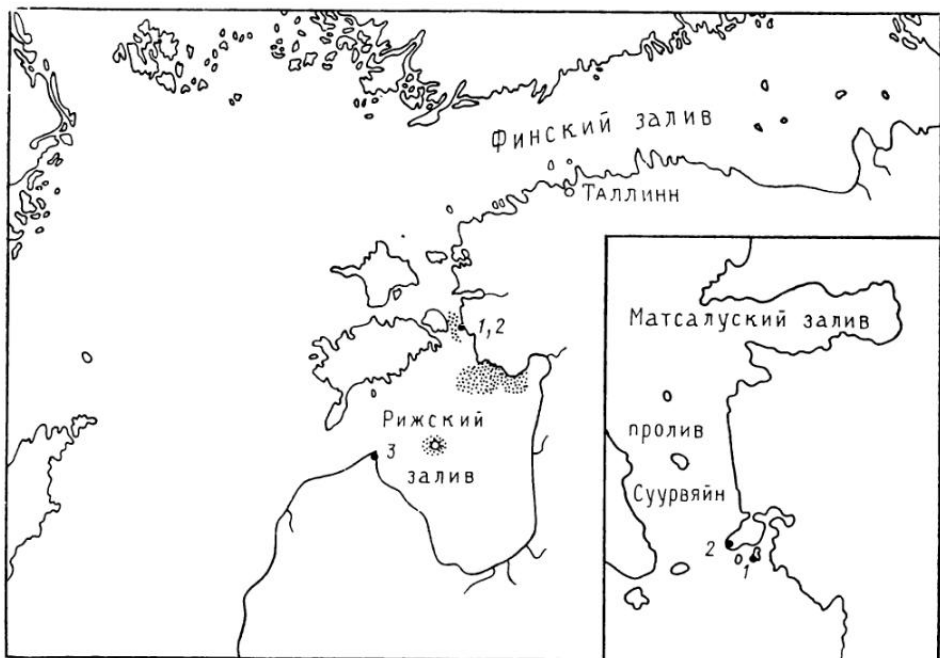 Финский залив
Таллинн
1,2
Рижский
залив
3
Матсалуский залив
пролив
Суурвяйн
2
1